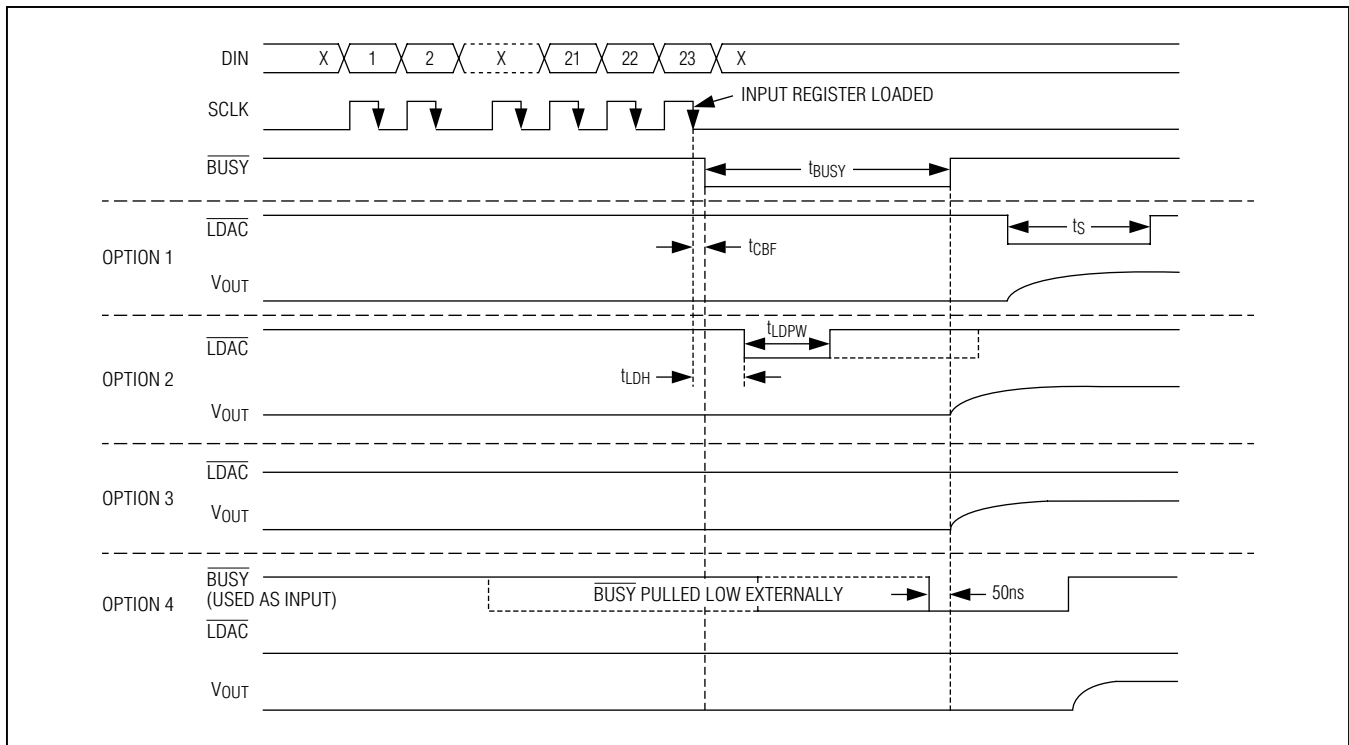 DIN X 1 2 X 21 22 23 X
SCLK INPUT REGISTER LOADED
BUSY tBUSY
OPTION 1
LDAC tS
tCBF
VOUT
OPTION 2
LDAC tLDPW
tLDH
VOUT
OPTION 3
LDAC
VOUT
OPTION 4
BUSY
(USED AS INPUT)
BUSY PULLED LOW EXTERNALLY 50ns
LDAC
VOUT